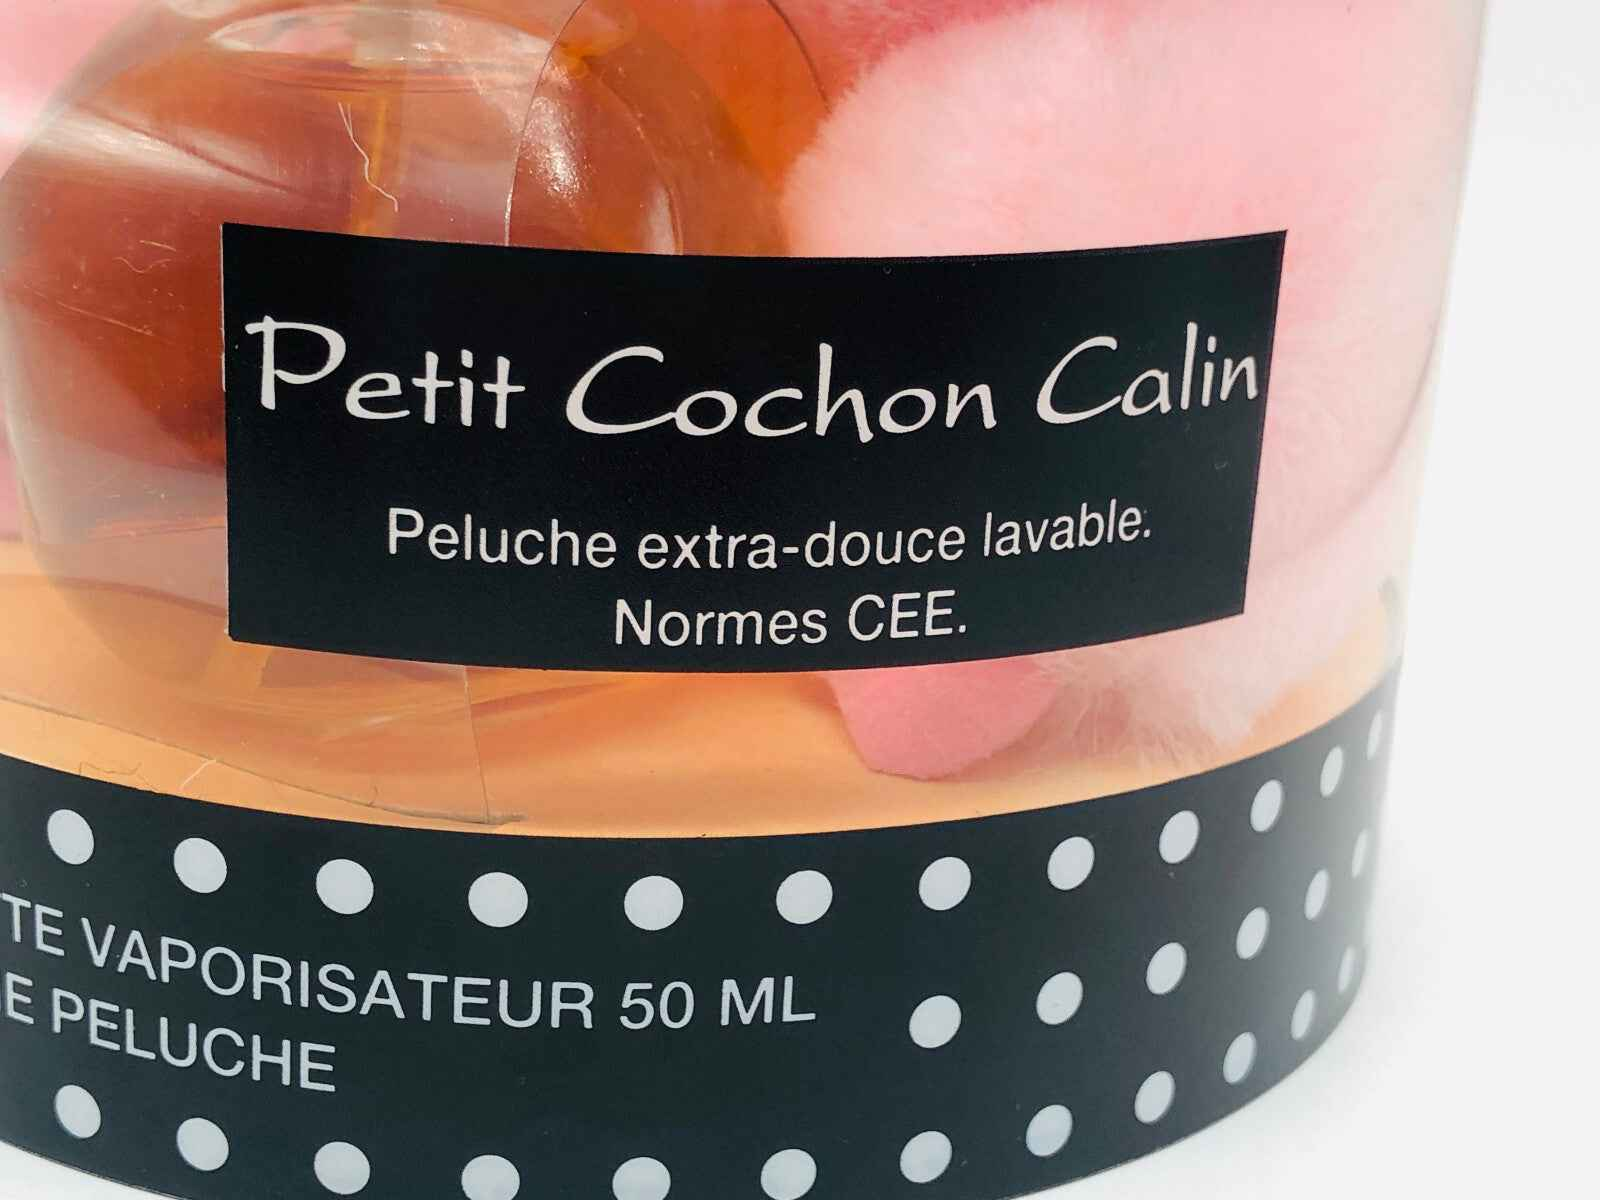 Petit Cochon Calin
Peluche extra-douce lavable.
Normes CEE.
TE VAPORISATEUR 50 ML
E PELUCHE